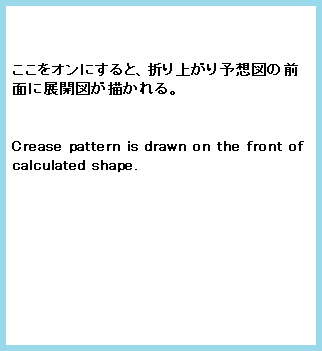 ここをオンにすると、折り上がり予想図の前
面に展開図が描かれる。
Crease pattern is drawn on the front of
calculated shape.